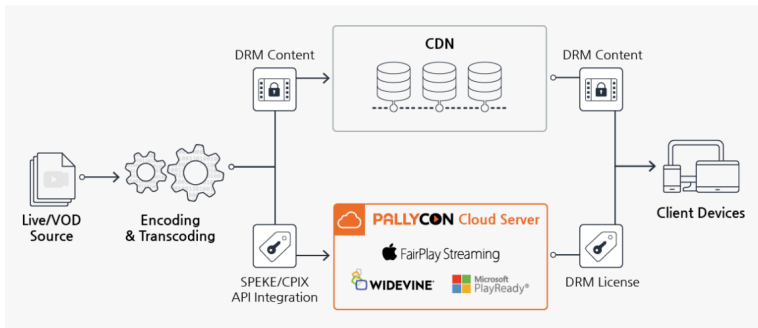 DRM Content
CDN
DRM Content
Live/VOD
Source
Encoding
& Transcoding
Client Devices
PALLYCON Cloud Server
FairPlay Streaming
WIDEVINE
Microsoft
PlayReady®
SPEKE/CPIX
API Integration
DRM License